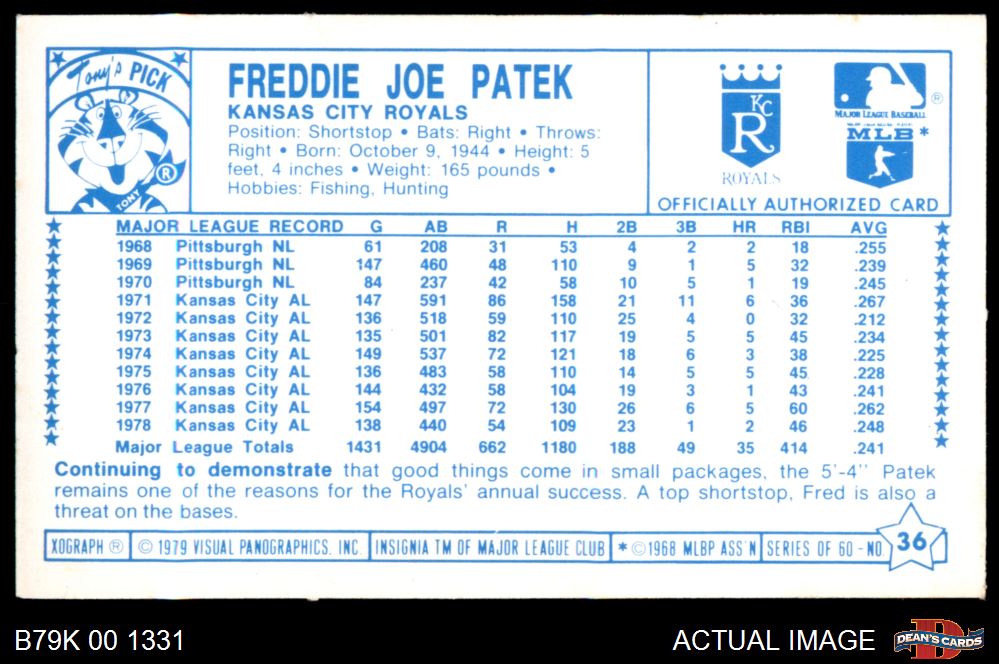 Tony's PICK
TONY
®
FREDDIE JOE PATEK
KANSAS CITY ROYALS
Position: Shortstop • Bats: Right • Throws:
Right • Born: October 9, 1944 • Height: 5
feet, 4 inches • Weight: 165 pounds •
Hobbies: Fishing, Hunting
KC
R
ROYALS
®
MAJOR LEAGUE BASEBALL
MLB *
OFFICIALLY AUTHORIZED CARD
MAJOR LEAGUE RECORD G AB R H 2B 3B HR RBI AVG
1968 Pittsburgh NL 61 208 31 53 4 2 2 18 .255
1969 Pittsburgh NL 147 460 48 110 9 1 5 32 .239
1970 Pittsburgh NL 84 237 42 58 10 5 1 19 .245
1971 Kansas City AL 147 591 86 158 21 11 6 36 .267
1972 Kansas City AL 136 518 59 110 25 4 0 32 .212
1973 Kansas City AL 135 501 82 117 19 5 5 45 .234
1974 Kansas City AL 149 537 72 121 18 6 3 38 .225
1975 Kansas City AL 136 483 58 110 14 5 5 45 .228
1976 Kansas City AL 144 432 58 104 19 3 1 43 .241
1977 Kansas City AL 154 497 72 130 26 6 5 60 .262
1978 Kansas City AL 138 440 54 109 23 1 2 46 .248
Major League Totals 1431 4904 662 1180 188 49 35 414 .241
Continuing to demonstrate that good things come in small packages, the 5'-4" Patek
remains one of the reasons for the Royals' annual success. A top shortstop, Fred is also a
threat on the bases.
XOGRAPH ® © 1979 VISUAL PANOGRAPHICS, INC. INSIGNIA TM OF MAJOR LEAGUE CLUB * © 1968 MLBP ASS'N SERIES OF 60 - NO. 36
B79K 00 1331 ACTUAL IMAGE D DEAN'S CARDS